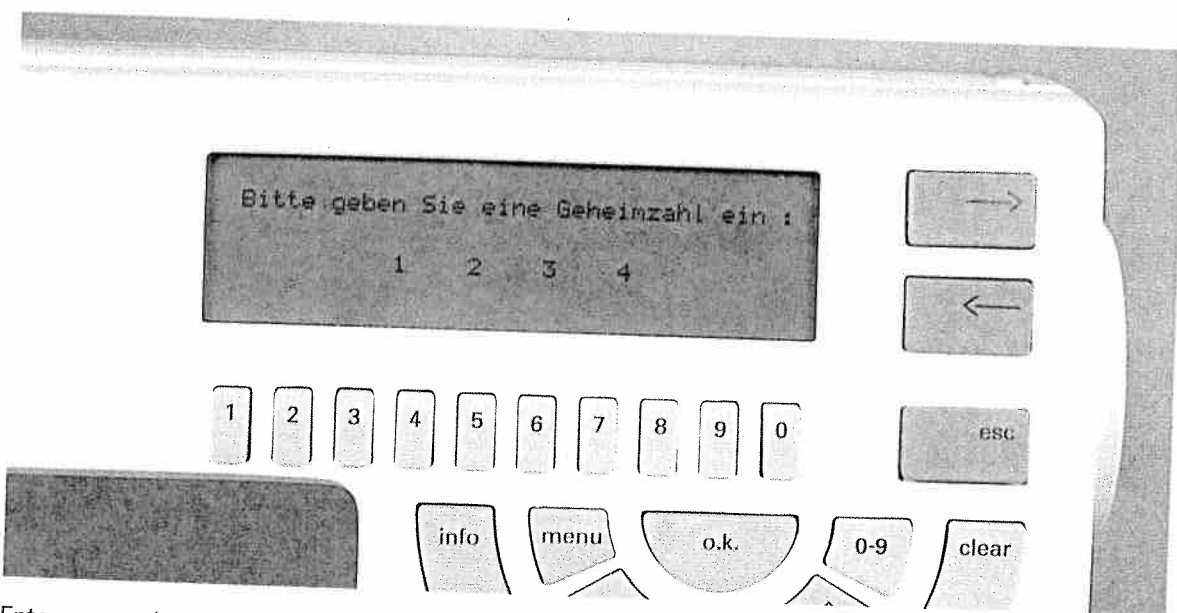 Bitte geben Sie eine Geheimzahl ein :
1 2 3 4
1 2 3 4 5 6 7 8 9 0
esc
info menu o.k. 0-9 clear